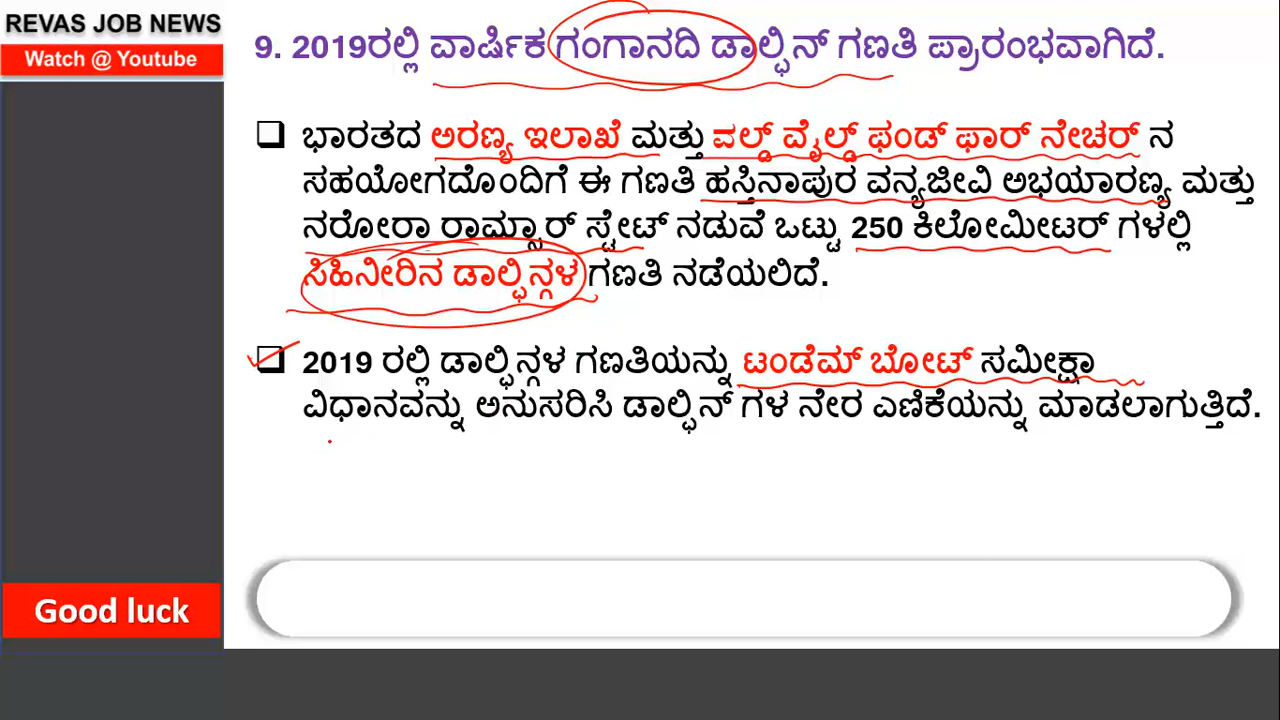 REVAS JOB NEWS
Watch @ Youtube
9. 2019ರಲ್ಲಿ ವಾರ್ಷಿಕ ಗಂಗಾನದಿ ಡಾಲ್ಫಿನ್ ಗಣತಿ ಪ್ರಾರಂಭವಾಗಿದೆ.
ಭಾರತದ ಅರಣ್ಯ ಇಲಾಖೆ ಮತ್ತು ವಲ್ಡ್ ವೈಲ್ಡ್ ಫಂಡ್ ಫಾರ್ ನೇಚರ್ ನ
ಸಹಯೋಗದೊಂದಿಗೆ ಈ ಗಣತಿ ಹಸ್ತಿನಾಪುರ ವನ್ಯಜೀವಿ ಅಭಯಾರಣ್ಯ ಮತ್ತು
ನರೋರಾ ರಾಮ್ಸಾರ್ ಸ್ಟೇಟ್ ನಡುವೆ ಒಟ್ಟು 250 ಕಿಲೋಮೀಟರ್ ಗಳಲ್ಲಿ
ಸಿಹಿನೀರಿನ ಡಾಲ್ಫಿನ್ಗಳ ಗಣತಿ ನಡೆಯಲಿದೆ.
2019 ರಲ್ಲಿ ಡಾಲ್ಫಿನ್ಗಳ ಗಣತಿಯನ್ನು ಟಂಡೆಮ್ ಬೋಟ್ ಸಮೀಕ್ಷಾ
ವಿಧಾನವನ್ನು ಅನುಸರಿಸಿ ಡಾಲ್ಫಿನ್ ಗಳ ನೇರ ಎಣಿಕೆಯನ್ನು ಮಾಡಲಾಗುತ್ತಿದೆ.
Good luck